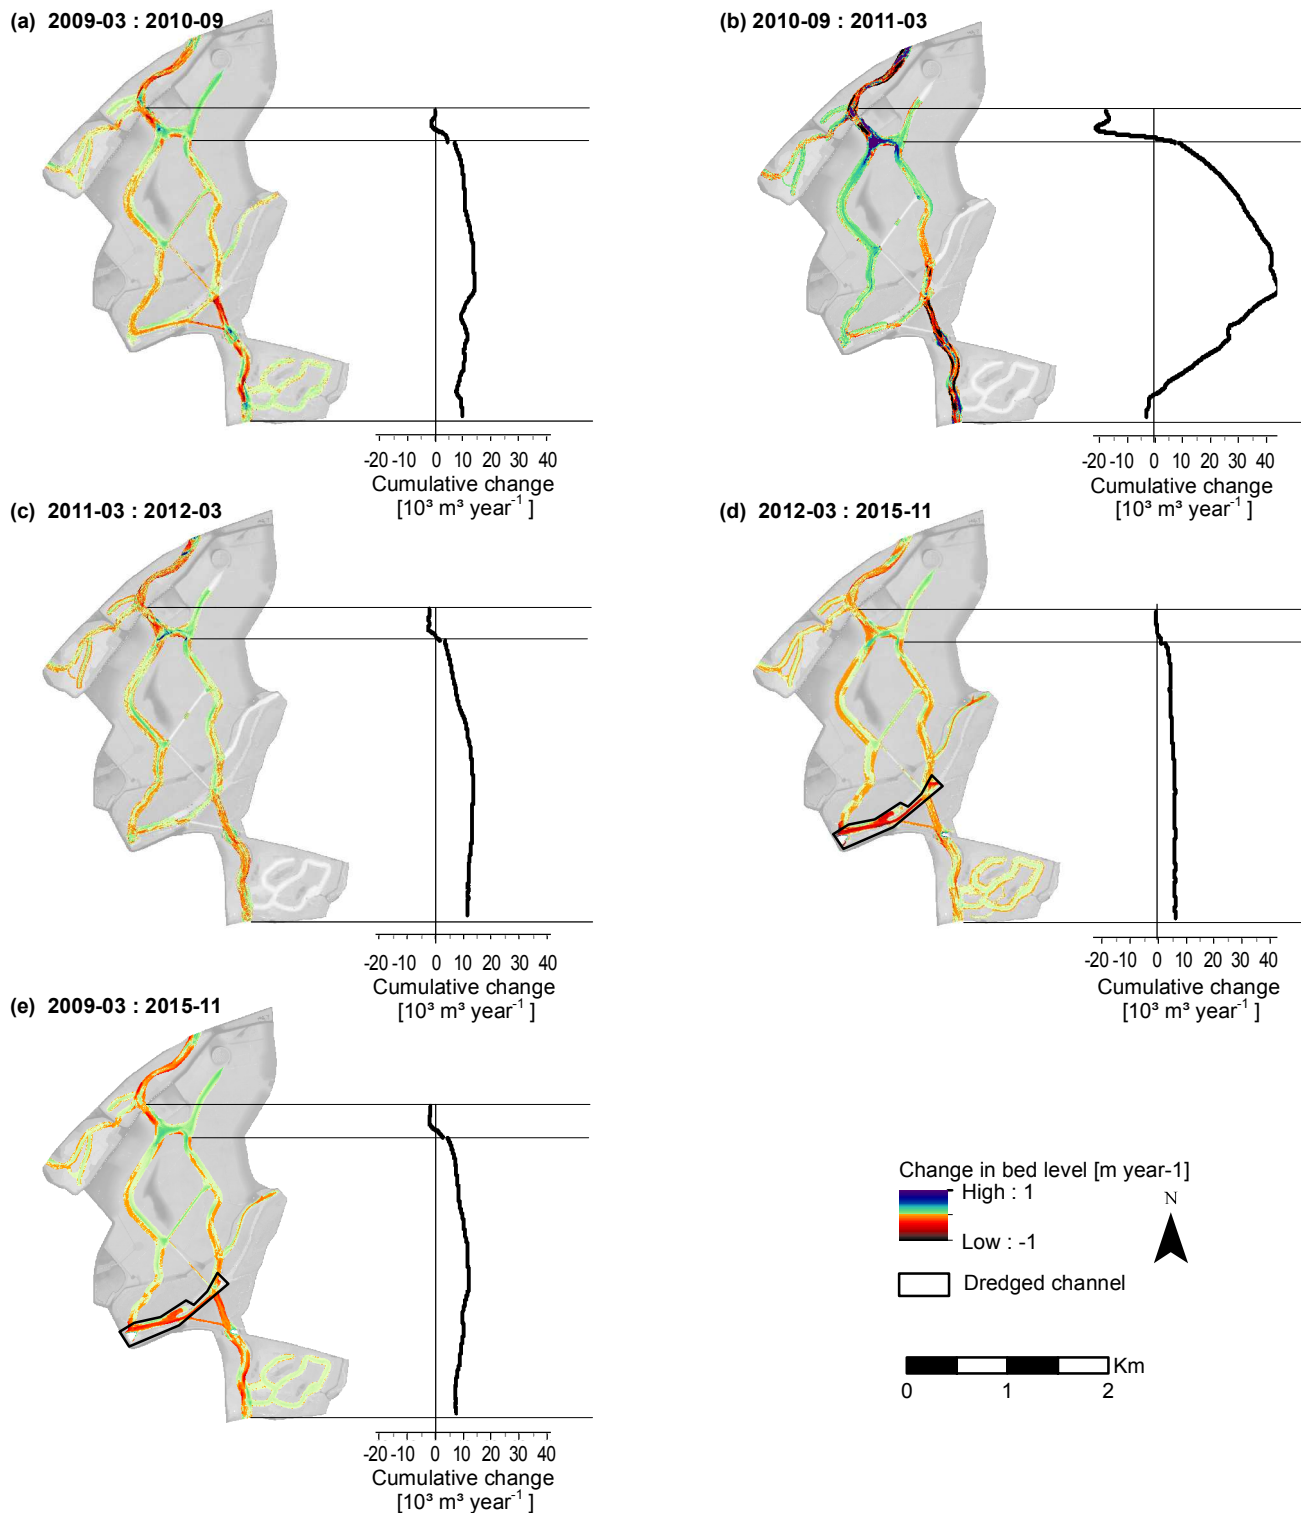 (a) 2009-03 : 2010-09
(b) 2010-09 : 2011-03
-20 -10 0 10 20 30 40
Cumulative change
[10³ m³ year-1 ]
-20 -10 0 10 20 30 40
Cumulative change
[10³ m³ year-1 ]
(c) 2011-03 : 2012-03
(d) 2012-03 : 2015-11
-20 -10 0 10 20 30 40
Cumulative change
[10³ m³ year-1 ]
-20 -10 0 10 20 30 40
Cumulative change
[10³ m³ year-1 ]
(e) 2009-03 : 2015-11
-20 -10 0 10 20 30 40
Cumulative change
[10³ m³ year-1 ]
Change in bed level [m year-1]
High : 1
Low : -1
N
Dredged channel
Km
0 1 2